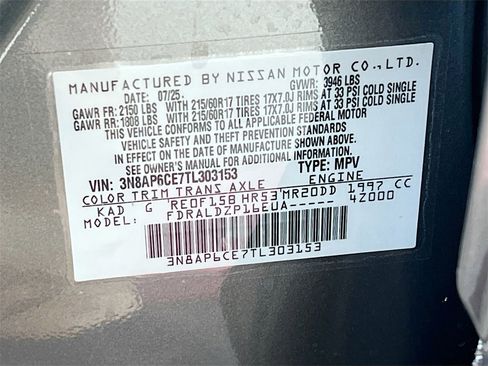 MANUFACTURED BY NISSAN MOTOR CO., LTD.
DATE 07/25. GVWR: 3946 LBS
GAWR FR: 2150 LBS WITH 215/60R17 TIRES 17X7.0J RIMS AT 33 PSI COLD SINGLE
GAWR RR: 1808 LBS WITH 215/60R17 TIRES 17X7.0J RIMS AT 33 PSI COLD SINGLE
THIS VEHICLE CONFORMS TO ALL APPLICABLE FEDERAL MOTOR
VEHICLE SAFETY AND THEFT PREVENTION STANDARDS
IN EFFECT ON THE DATE OF MANUFACTURE SHOWN ABOVE.
SEE OWNER'S MANUAL FOR ADDITIONAL INFORMATION.
VIN: 3N8AP6CE7TL303153 TYPE: MPV
COLOR TRIM TRANS AXLE ENGINE
KAD G RE0F15B HR53 MR20DD 1997 CC
MODEL: FDRALDZP16EUA----- 4Z000
3N8AP6CE7TL303153